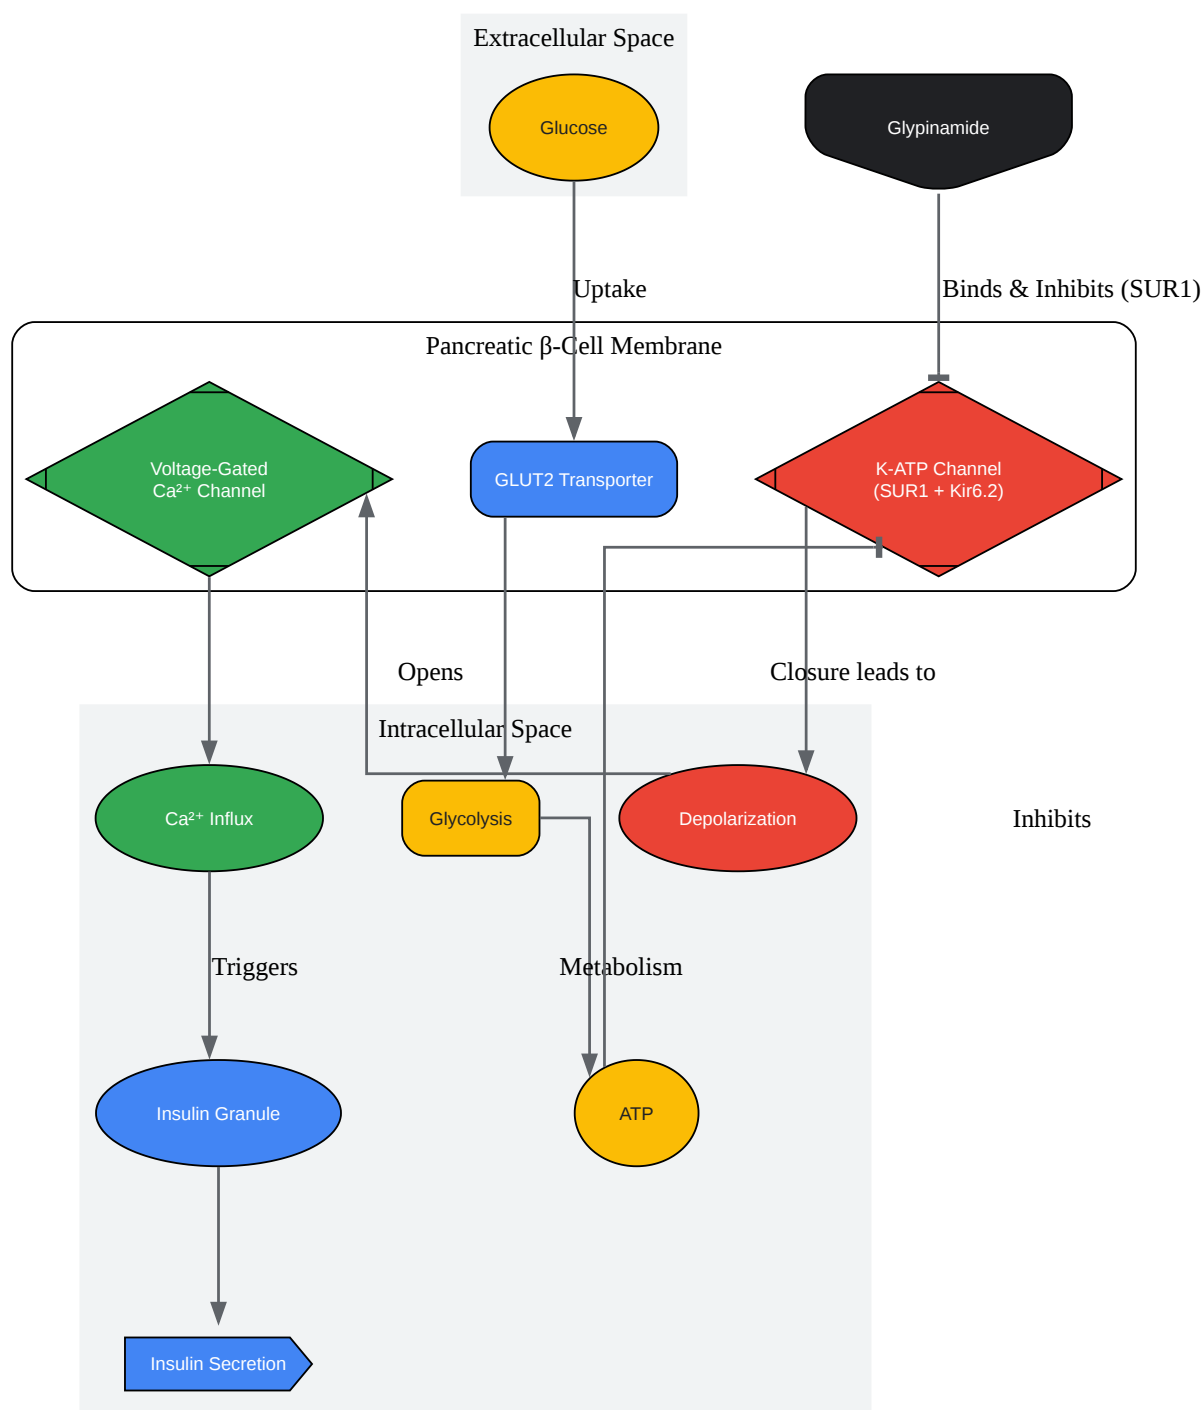 Extracellular Space
Glucose
Glypinamide
Uptake
Binds & Inhibits (SUR1)
Pancreatic β-Cell Membrane
Voltage-Gated
Ca²⁺ Channel
GLUT2 Transporter
K-ATP Channel
(SUR1 + Kir6.2)
Opens
Closure leads to
Intracellular Space
Ca²⁺ Influx
Glycolysis
Depolarization
Inhibits
Triggers
Metabolism
Insulin Granule
ATP
Insulin Secretion